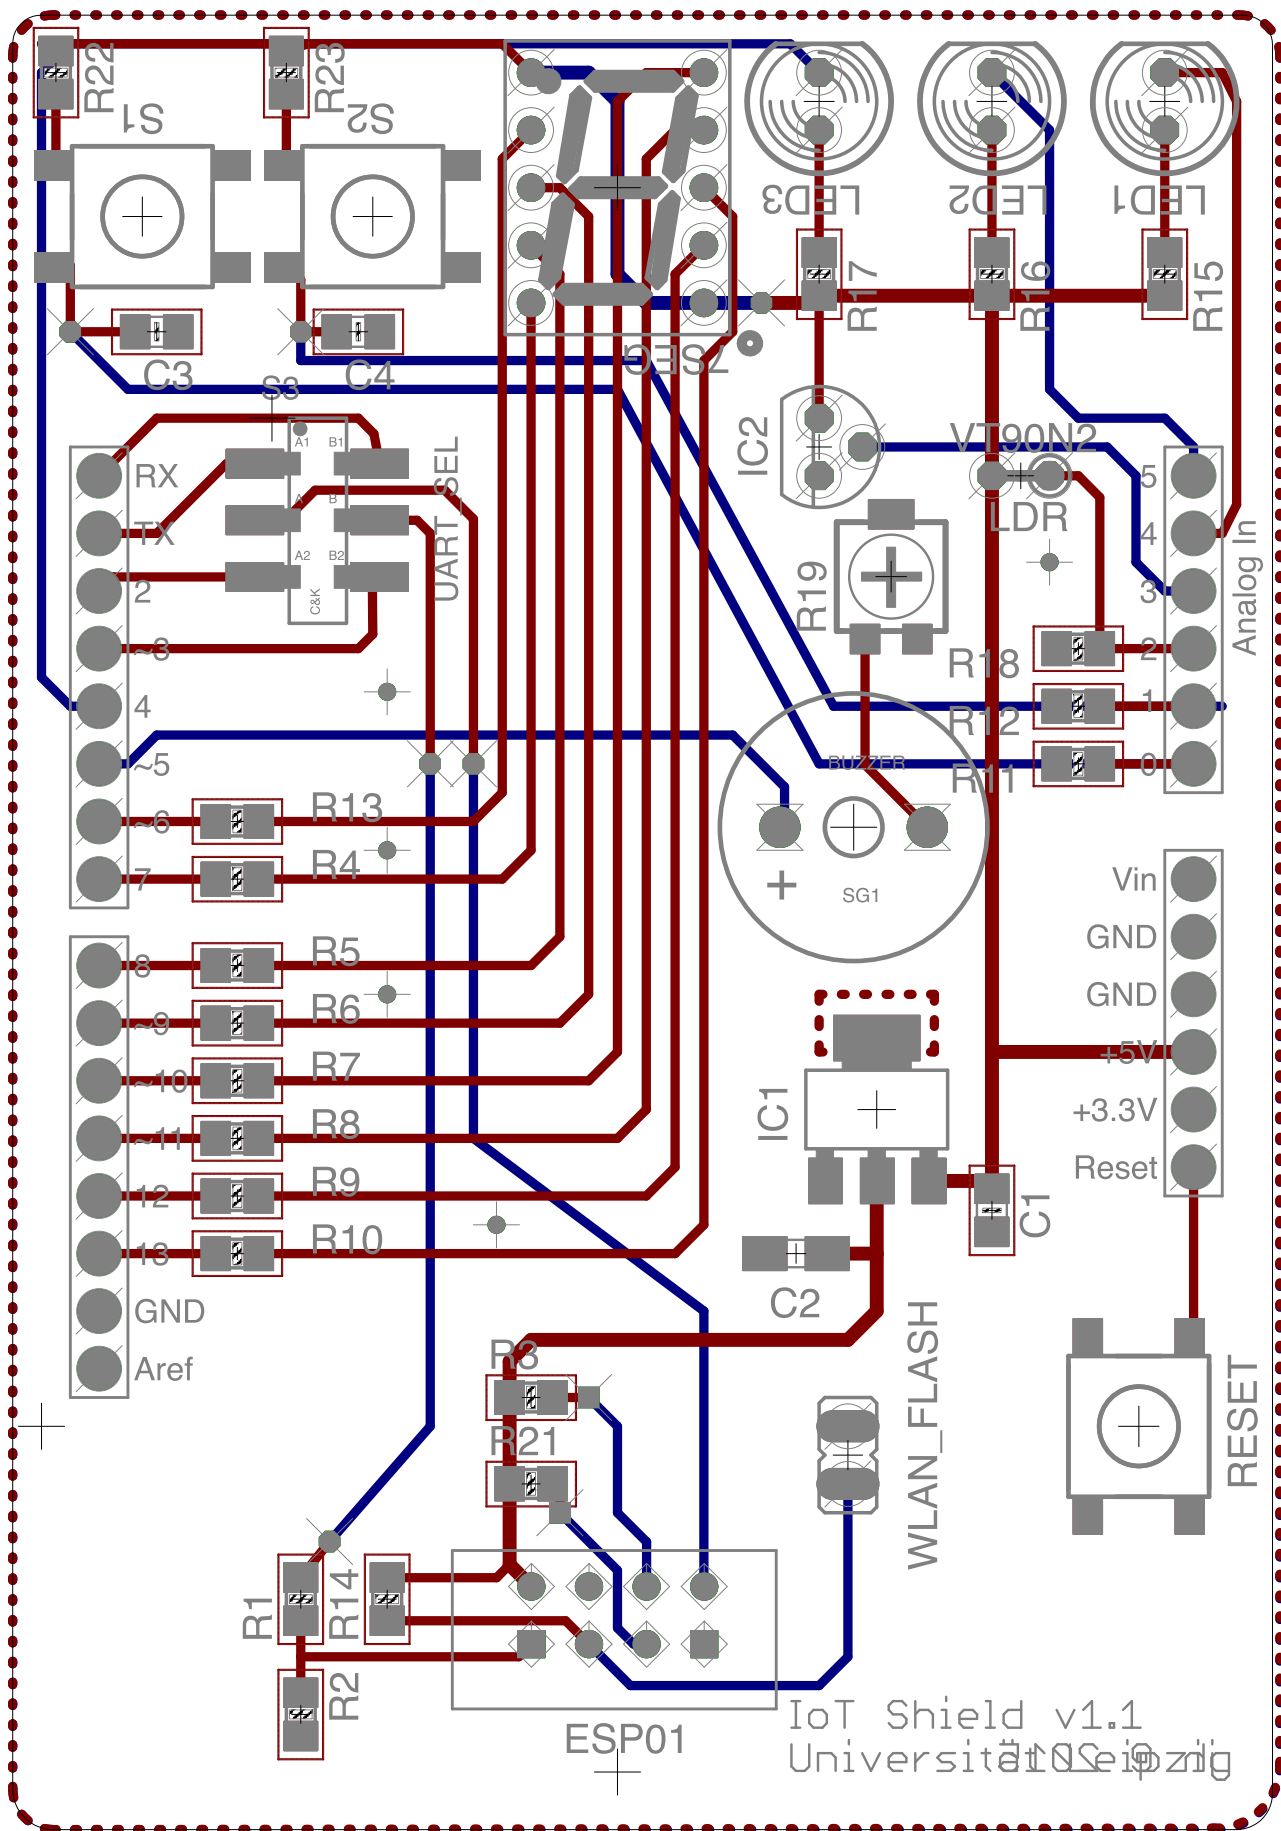 R22
R23
S1
S2
LED3
LED2
LED1
R17
R16
R15
C3
C4
7SEG
S3
A1
B1
RX
UART_SEL
IC2
VT90N2
5
A
B
LDR
TX
4
Analog In
A2
B2
2
C&K
R19
3
~3
R18
2
4
R12
1
~5
BUZZER
R11
0
~6
R13
7
R4
+
SG1
Vin
8
R5
GND
~9
R6
GND
~10
R7
+5V
~11
R8
IC1
+3.3V
12
R9
Reset
13
R10
C1
GND
C2
Aref
R3
WLAN_FLASH
RESET
R21
R1
R14
R2
ESP01
IoT Shield v1.1
Universität Leipzig